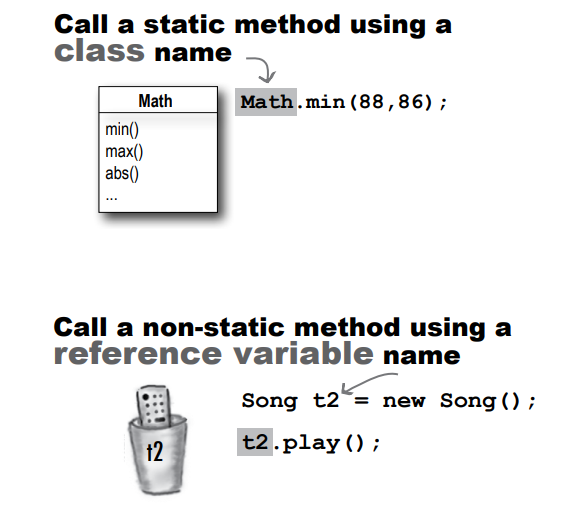 Call a static method using a
class name
Math
Math.min(88,86);
min()
max()
abs()
...
Call a non-static method using a
reference variable name
Song t2 = new Song();
t2.play();
t2